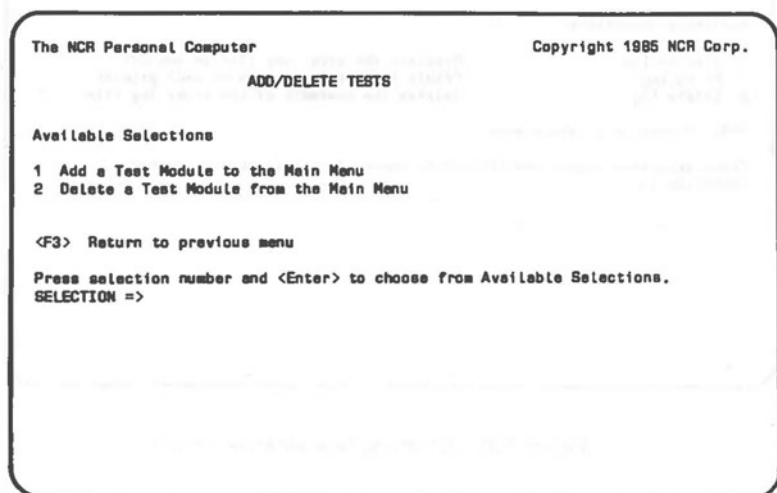 The NCR Personal Computer Copyright 1985 NCR Corp.
ADD/DELETE TESTS
Available Selections
1 Add a Test Module to the Main Menu
2 Delete a Test Module from the Main Menu
<F3> Return to previous menu
Press selection number and <Enter> to choose from Available Selections.
SELECTION =>